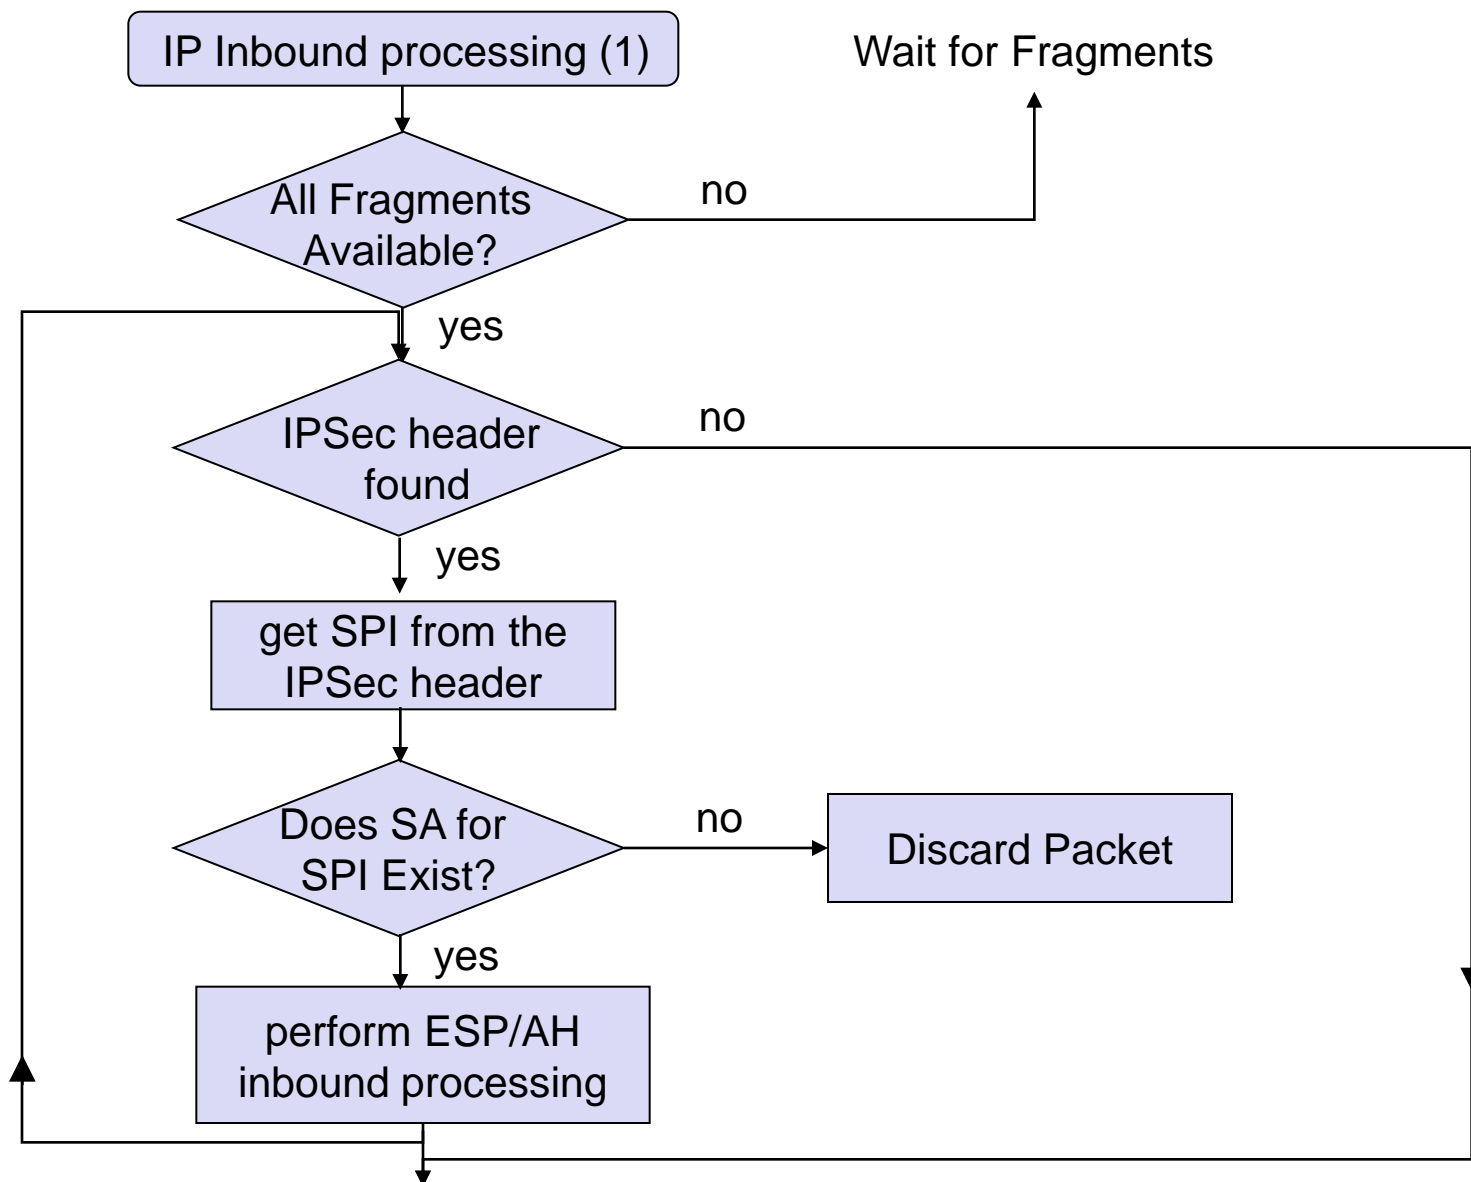 IP Inbound processing (1)
Wait for Fragments
All Fragments
Available?
no
yes
IPSec header
found
no
yes
get SPI from the
IPSec header
Does SA for
SPI Exist?
no
Discard Packet
yes
perform ESP/AH
inbound processing